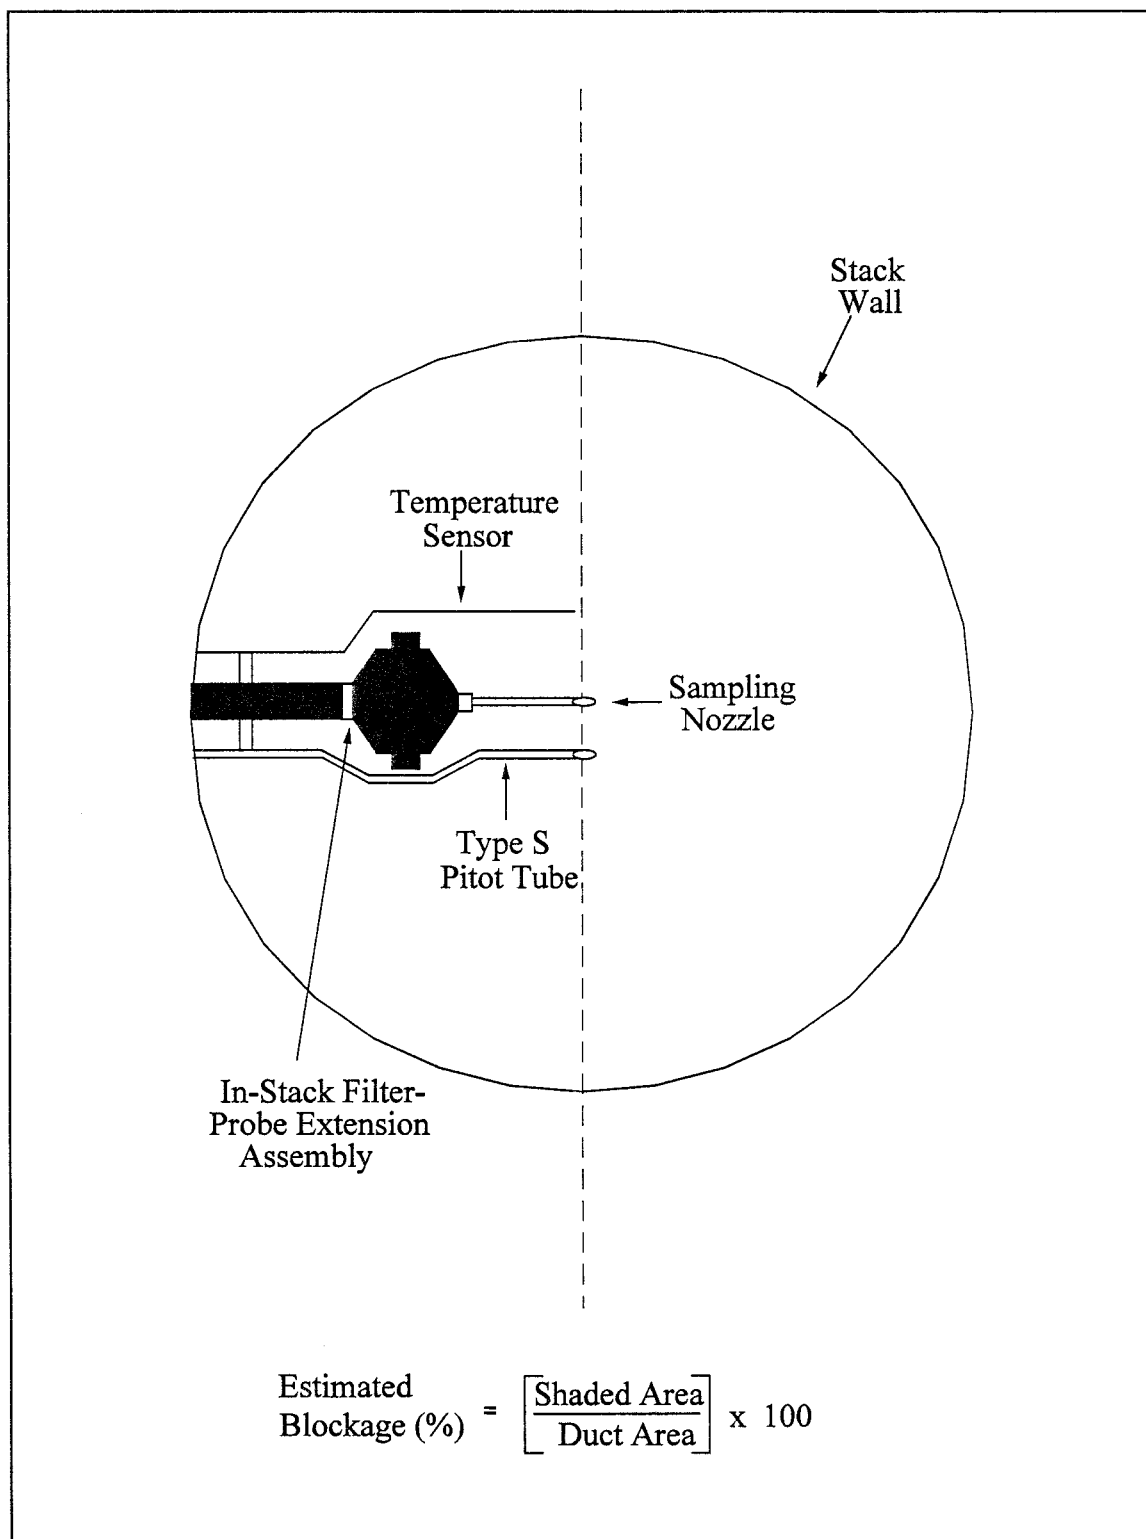 Stack
Wall
Temperature
Sensor
Sampling
Nozzle
Type S
Pitot Tube
In-Stack Filter-
Probe Extension
Assembly
Estimated
Blockage (%) = [Shaded Area / Duct Area] x 100